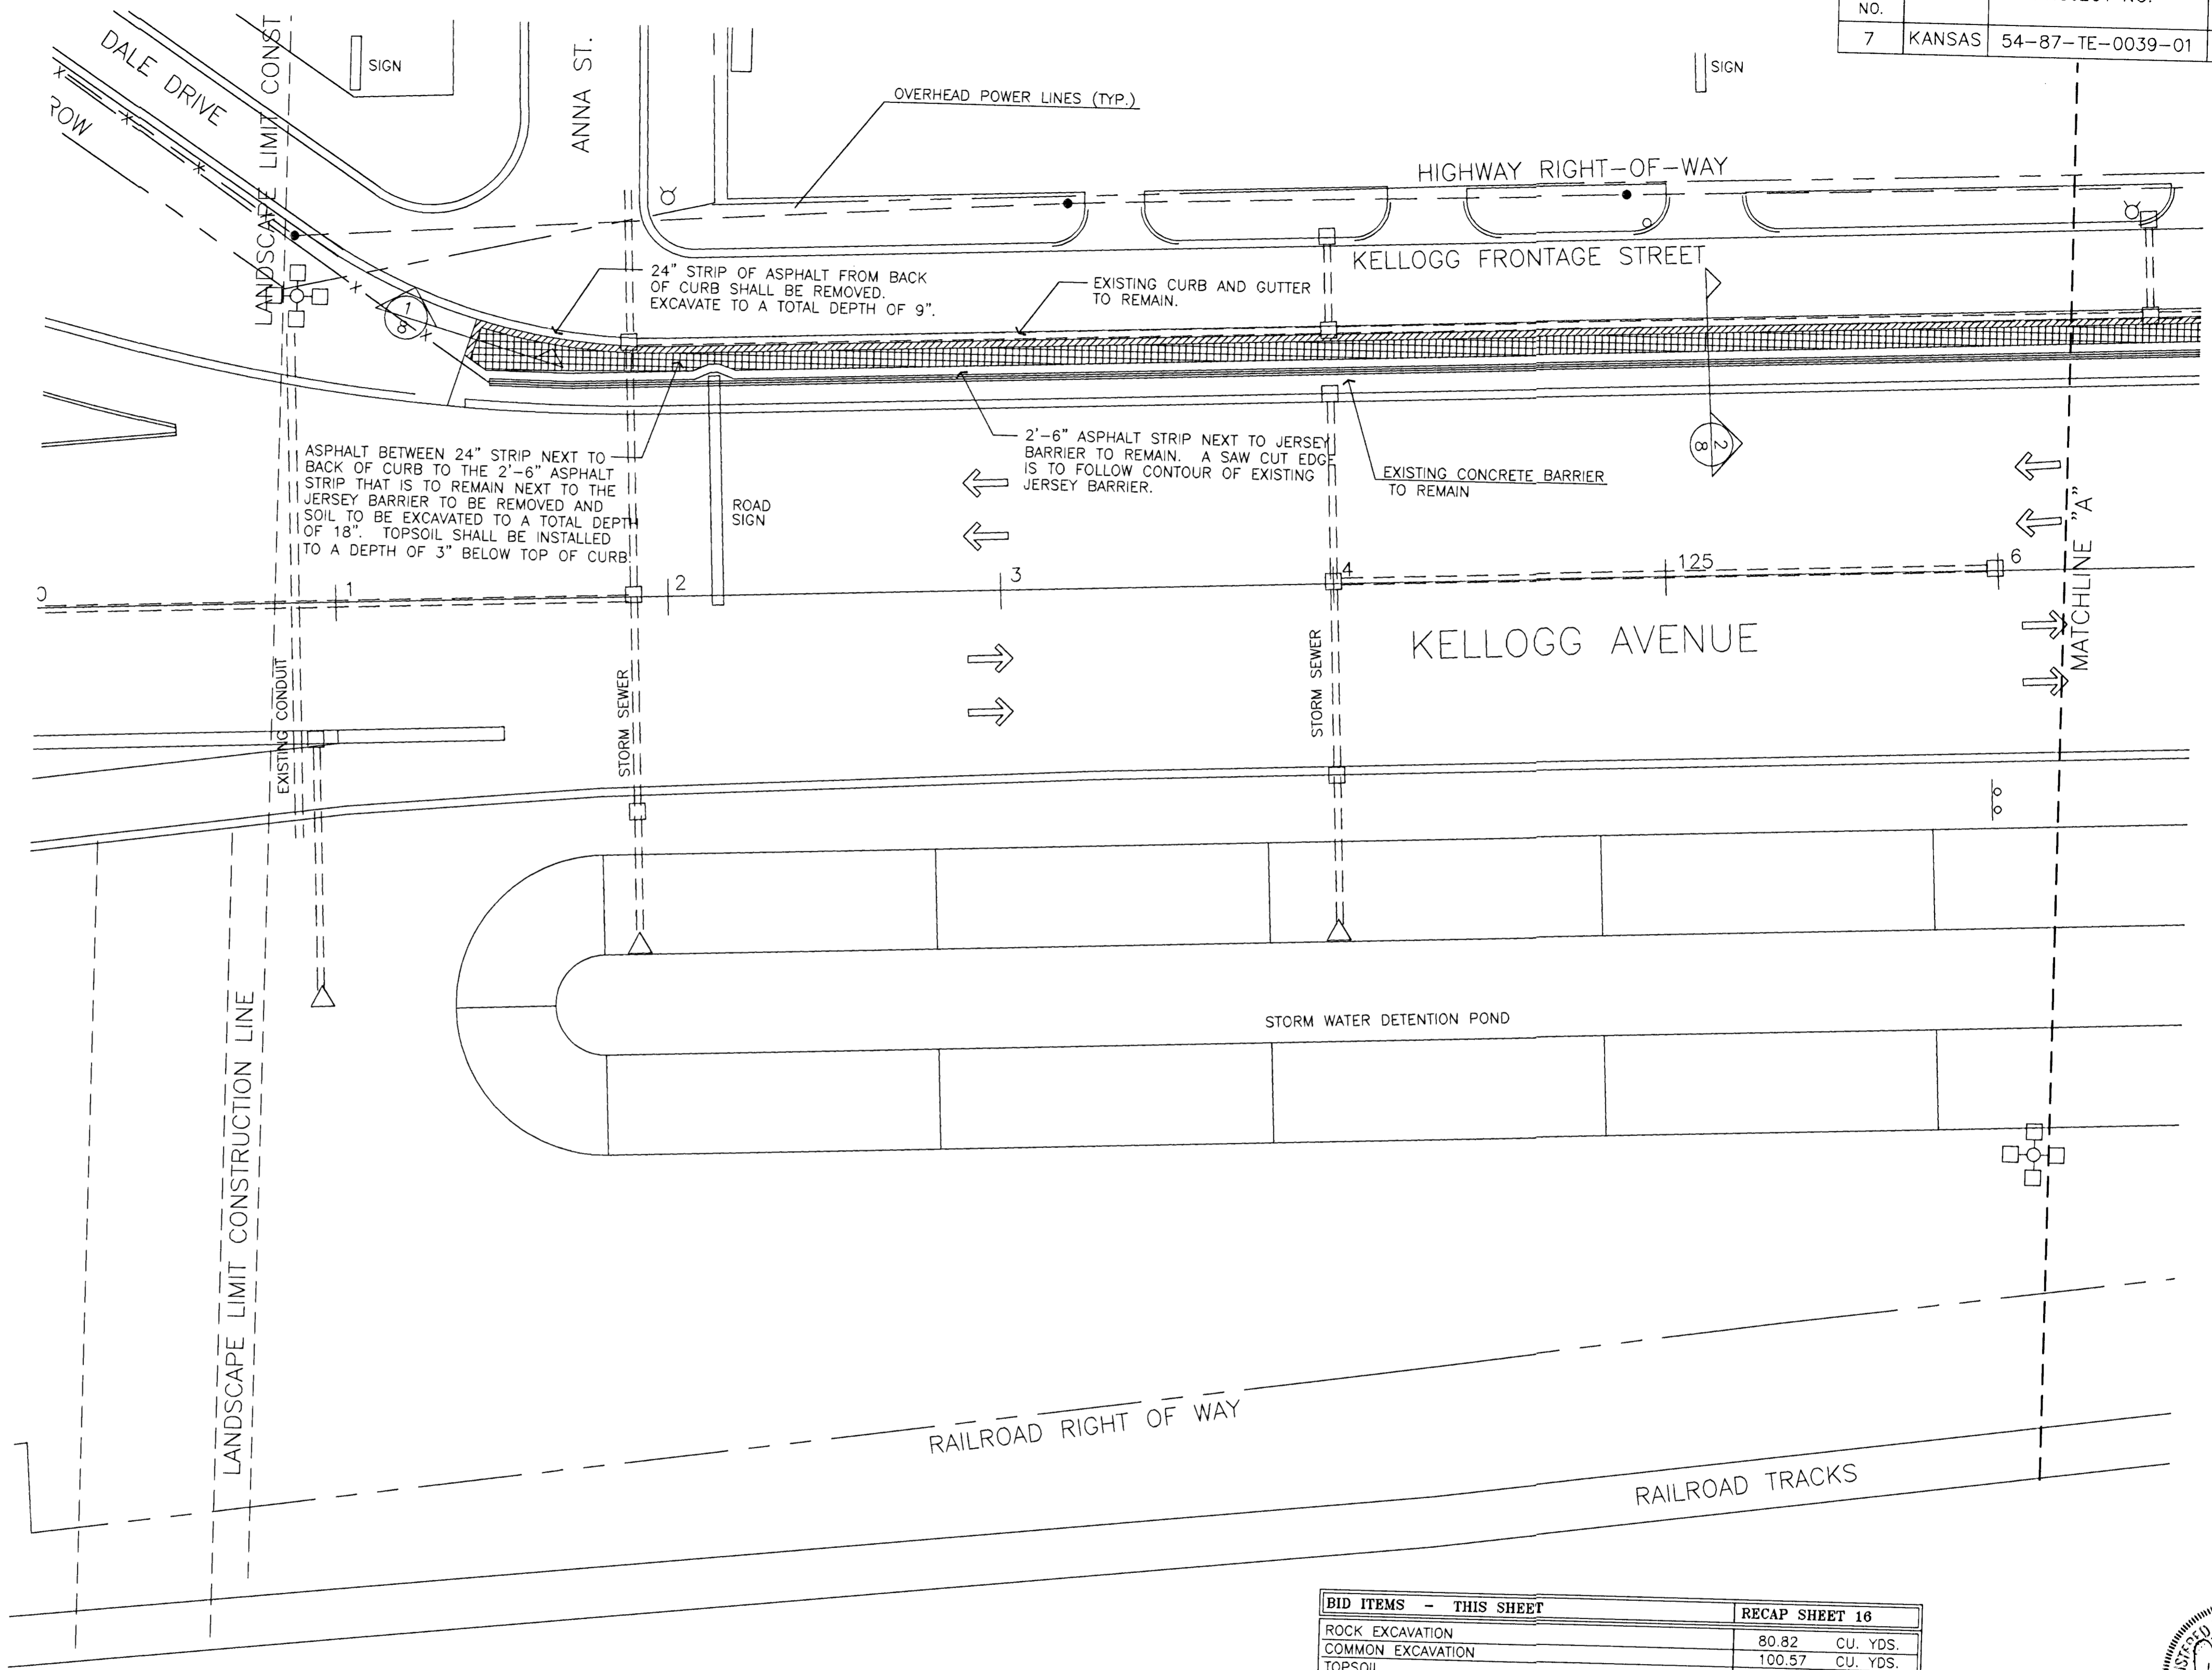 NO.
7 KANSAS 54-87-TE-0039-01
DALE DRIVE
ROW
LANDSCAPE LIMIT CONST
SIGN
ANNA ST.
OVERHEAD POWER LINES (TYP.)
SIGN
HIGHWAY RIGHT-OF-WAY
KELLOGG FRONTAGE STREET
24" STRIP OF ASPHALT FROM BACK
OF CURB SHALL BE REMOVED.
EXCAVATE TO A TOTAL DEPTH OF 9".
EXISTING CURB AND GUTTER
TO REMAIN.
1
8
ASPHALT BETWEEN 24" STRIP NEXT TO
BACK OF CURB TO THE 2'-6" ASPHALT
STRIP THAT IS TO REMAIN NEXT TO THE
JERSEY BARRIER TO BE REMOVED AND
SOIL TO BE EXCAVATED TO A TOTAL DEPTH
OF 18". TOPSOIL SHALL BE INSTALLED
TO A DEPTH OF 3" BELOW TOP OF CURB.
ROAD
SIGN
2'-6" ASPHALT STRIP NEXT TO JERSEY
BARRIER TO REMAIN. A SAW CUT EDGE
IS TO FOLLOW CONTOUR OF EXISTING
JERSEY BARRIER.
EXISTING CONCRETE BARRIER
TO REMAIN
2
8
MATCHLINE "A"
1
2
3
4
125
6
KELLOGG AVENUE
EXISTING CONDUIT
STORM SEWER
STORM SEWER
STORM WATER DETENTION POND
LANDSCAPE LIMIT CONSTRUCTION LINE
RAILROAD RIGHT OF WAY
RAILROAD TRACKS
BID ITEMS - THIS SHEET RECAP SHEET 16
ROCK EXCAVATION 80.82 CU. YDS.
COMMON EXCAVATION 100.57 CU. YDS.
TOPSOIL